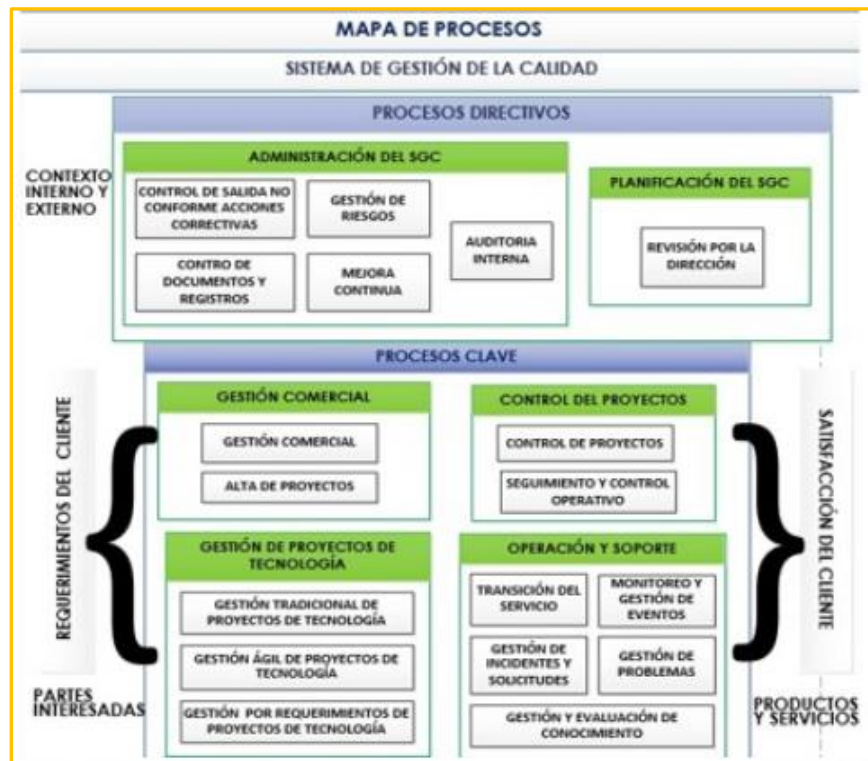 MAPA DE PROCESOS
SISTEMA DE GESTIÓN DE LA CALIDAD
PROCESOS DIRECTIVOS
CONTEXTO
INTERNO Y
EXTERNO
ADMINISTRACIÓN DEL SGC
CONTROL DE SALIDA NO
CONFORME ACCIONES
CORRECTIVAS
GESTIÓN DE
RIESGOS
AUDITORIA
INTERNA
CONTRO DE
DOCUMENTOS Y
REGISTROS
MEJORA
CONTINUA
PLANIFICACIÓN DEL SGC
REVISIÓN POR LA
DIRECCIÓN
PROCESOS CLAVE
REQUERIMIENTOS DEL CLIENTE
GESTIÓN COMERCIAL
GESTIÓN COMERCIAL
ALTA DE PROYECTOS
CONTROL DEL PROYECTOS
CONTROL DE PROYECTOS
SEGUIMIENTO Y CONTROL
OPERATIVO
GESTIÓN DE PROYECTOS DE
TECNOLOGÍA
GESTIÓN TRADICIONAL DE
PROYECTOS DE TECNOLOGÍA
GESTIÓN ÁGIL DE PROYECTOS DE
TECNOLOGÍA
GESTIÓN POR REQUERIMIENTOS DE
PROYECTOS DE TECNOLOGÍA
OPERACIÓN Y SOPORTE
TRANSICIÓN DEL
SERVICIO
MONITOREO Y
GESTIÓN DE
EVENTOS
GESTIÓN DE
INCIDENTES Y
SOLICITUDES
GESTIÓN DE
PROBLEMAS
GESTIÓN Y EVALUACIÓN DE
CONOCIMIENTO
SATISFACCIÓN DEL CLIENTE
PARTES
INTERESADAS
PRODUCTOS
Y SERVICIOS